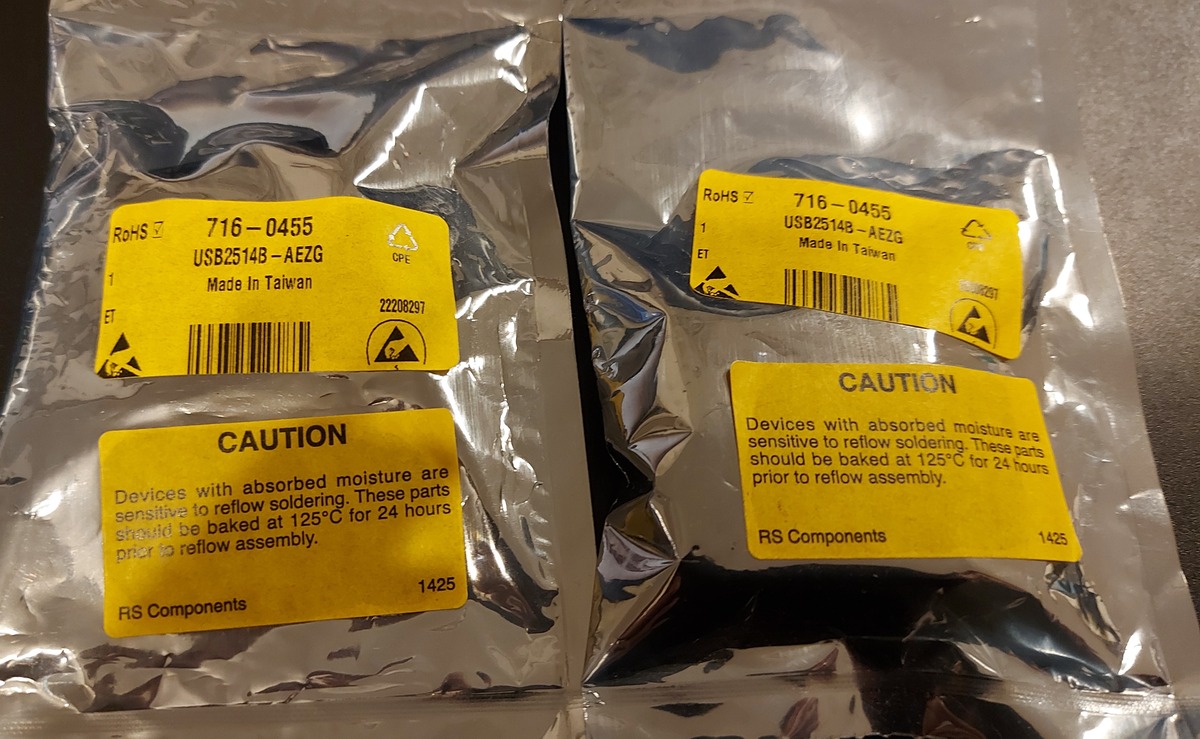 RoHS
716-0455
USB2514B-AEZG
Made In Taiwan
1
ET
CPE
22208297
CAUTION
Devices with absorbed moisture are
sensitive to reflow soldering. These parts
should be baked at 125°C for 24 hours
prior to reflow assembly.
RS Components
1425
RoHS
716-0455
USB2514B-AEZG
Made In Taiwan
1
ET
CAUTION
Devices with absorbed moisture are
sensitive to reflow soldering. These parts
should be baked at 125°C for 24 hours
prior to reflow assembly.
RS Components
1425